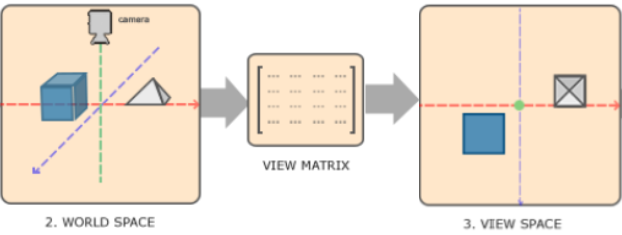 camera
VIEW MATRIX
2. WORLD SPACE
3. VIEW SPACE